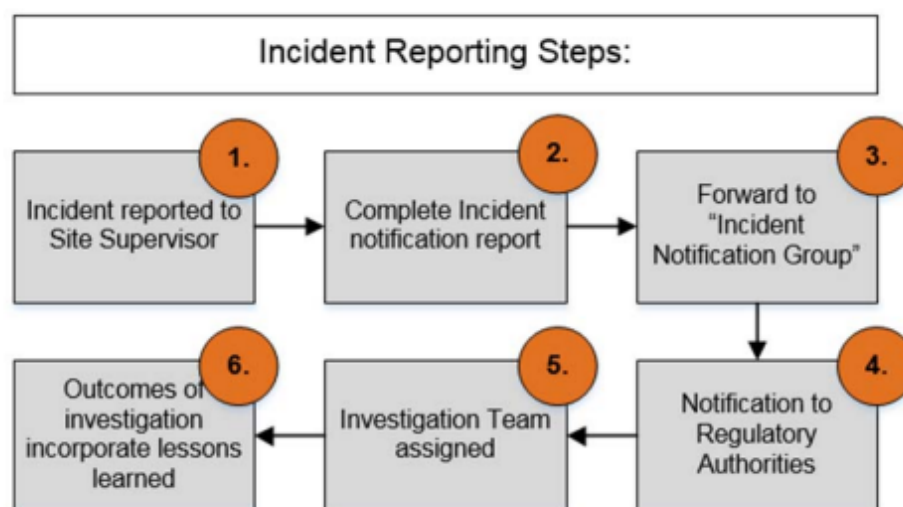 Incident Reporting Steps:
1.
Incident reported to
Site Supervisor
2.
Complete Incident
notification report
3.
Forward to
“Incident
Notification Group”
4.
Notification to
Regulatory
Authorities
5.
Investigation Team
assigned
6.
Outcomes of
investigation
incorporate lessons
learned